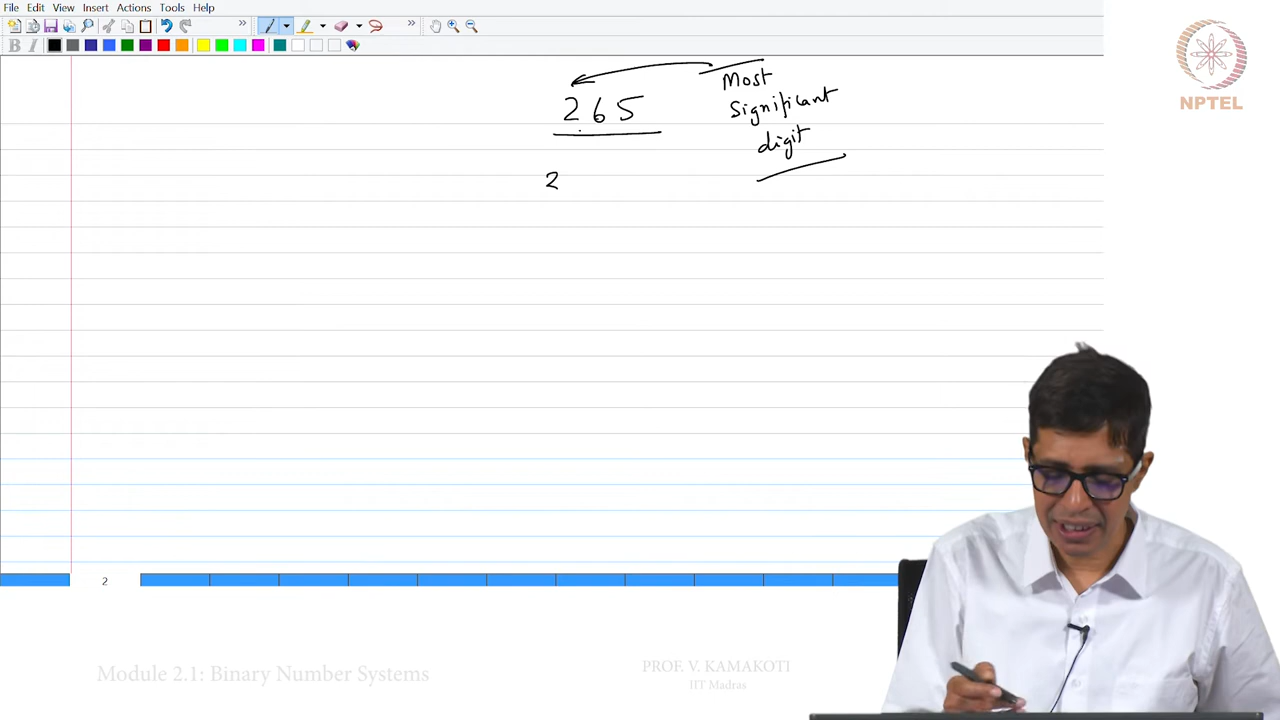 File Edit View Insert Actions Tools Help
B I
NPTEL
265
Most
significant
digit
2
2
Module 2.1: Binary Number Systems
PROF. V. KAMAKOTI
IIT Madras